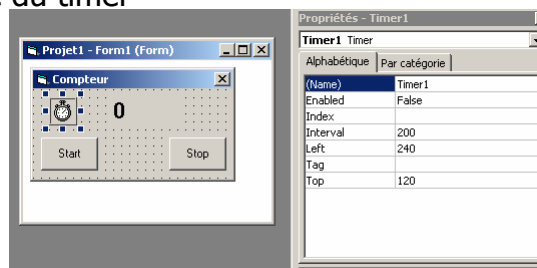 du timer
Projet1 - Form1 (Form)
Compteur
0
Start Stop
Propriétés - Timer1
Timer1 Timer
Alphabétique Par catégorie
(Name) Timer1
Enabled False
Index
Interval 200
Left 240
Tag
Top 120